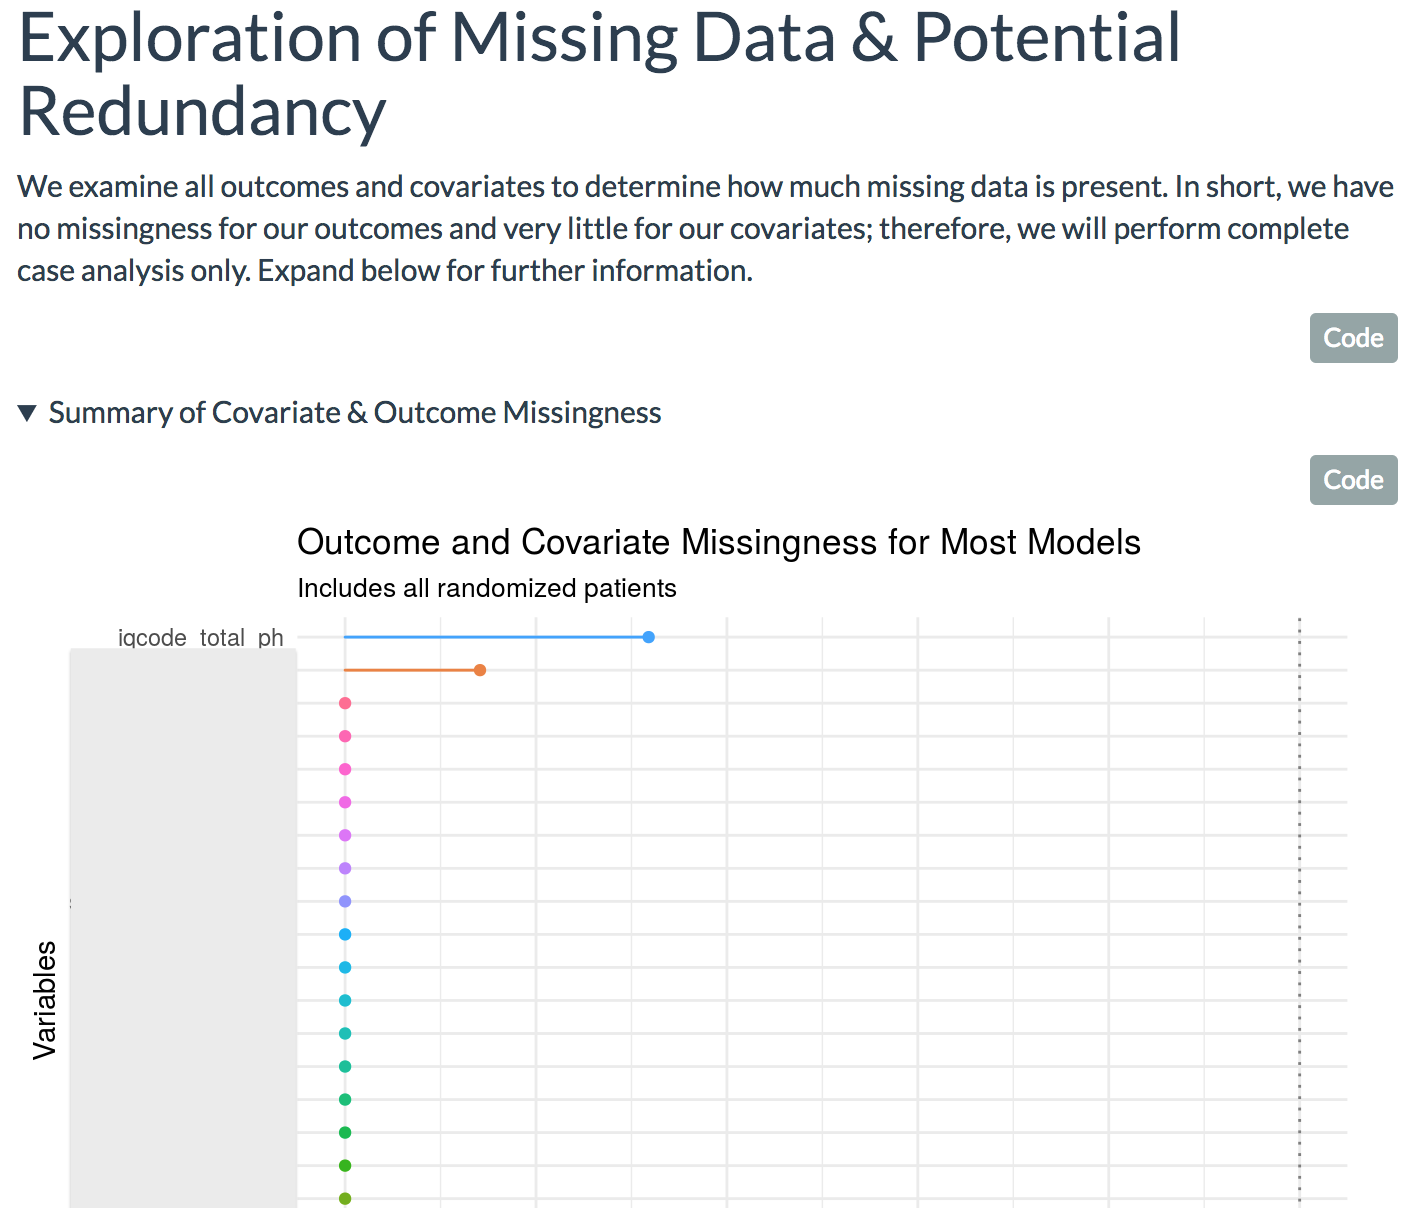 Exploration of Missing Data & Potential
Redundancy
We examine all outcomes and covariates to determine how much missing data is present. In short, we have
no missingness for our outcomes and very little for our covariates; therefore, we will perform complete
case analysis only. Expand below for further information.
Code
▼ Summary of Covariate & Outcome Missingness
Code
Outcome and Covariate Missingness for Most Models
Includes all randomized patients
iqcode_total_ph
Variables